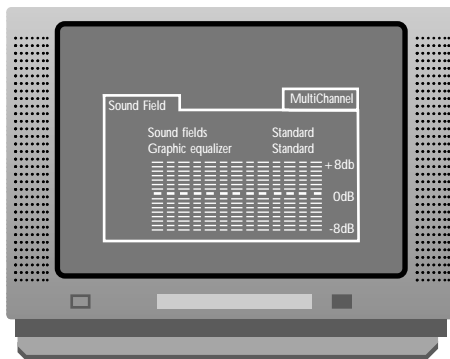 MultiChannel
Sound Field
Sound fields Standard
Graphic equalizer Standard
+8db
0dB
-8dB